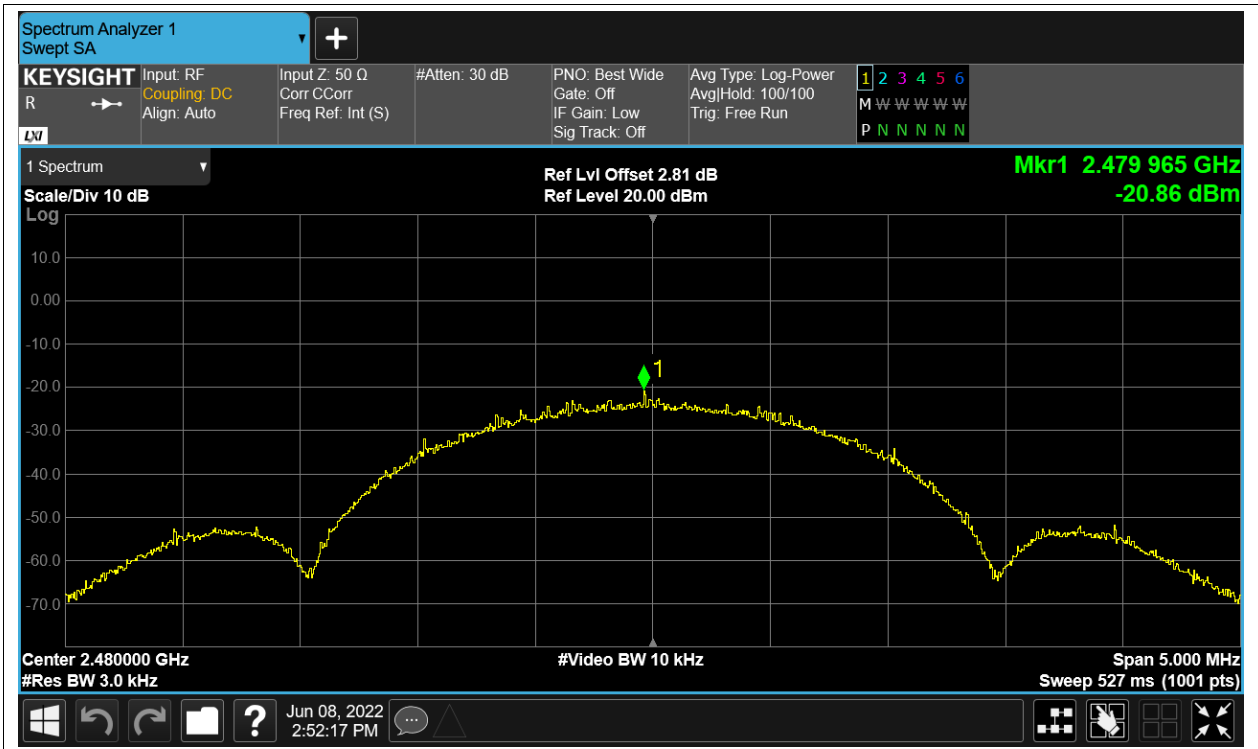 Spectrum Analyzer 1
Swept SA
+
KEYSIGHT
R
LXI
Input: RF
Coupling: DC
Align: Auto
Input Z: 50 Ω
Corr CCorr
Freq Ref: Int (S)
#Atten: 30 dB
PNO: Best Wide
Gate: Off
IF Gain: Low
Sig Track: Off
Avg Type: Log-Power
Avg|Hold: 100/100
Trig: Free Run
1 2 3 4 5 6
M W W W W W
P N N N N N
1 Spectrum
Scale/Div 10 dB
Ref Lvl Offset 2.81 dB
Ref Level 20.00 dBm
Mkr1 2.479 965 GHz
-20.86 dBm
Log
10.0
0.00
-10.0
-20.0
-30.0
-40.0
-50.0
-60.0
-70.0
1
Center 2.480000 GHz
#Video BW 10 kHz
Span 5.000 MHz
#Res BW 3.0 kHz
Sweep 527 ms (1001 pts)
?
Jun 08, 2022
2:52:17 PM